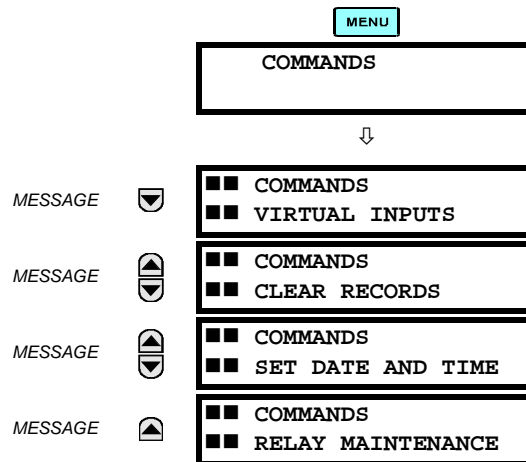 MENU
COMMANDS
MESSAGE
COMMANDS
VIRTUAL INPUTS
MESSAGE
COMMANDS
CLEAR RECORDS
MESSAGE
COMMANDS
SET DATE AND TIME
MESSAGE
COMMANDS
RELAY MAINTENANCE